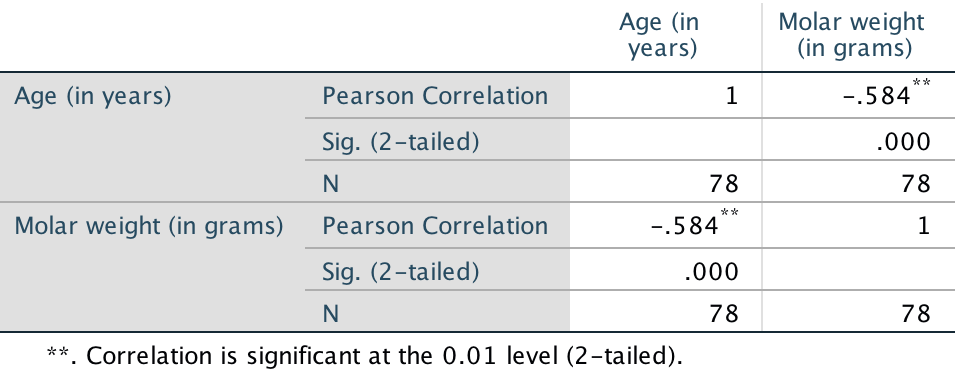 Age (in years) Molar weight (in grams)
Age (in years) Pearson Correlation 1 -.584**
Sig. (2-tailed) .000
N 78 78
Molar weight (in grams) Pearson Correlation -.584** 1
Sig. (2-tailed) .000
N 78 78
**. Correlation is significant at the 0.01 level (2-tailed).